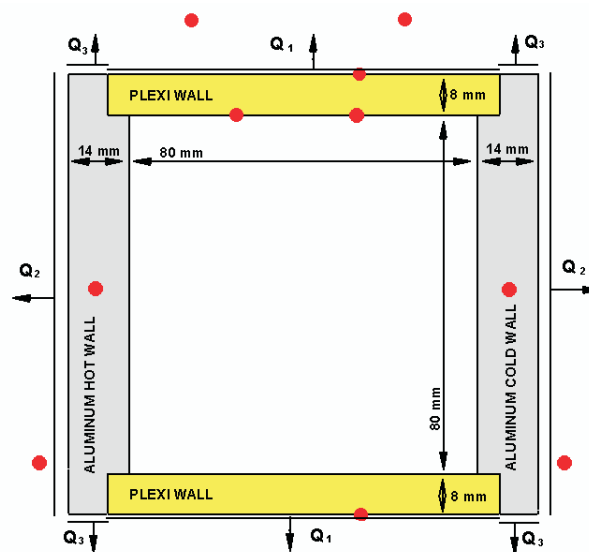 Q3 Q1 Q3
PLEXI WALL 8 mm
14 mm 80 mm 14 mm
Q2 Q2
ALUMINUM HOT WALL
80 mm
ALUMINUM COLD WALL
PLEXI WALL 8 mm
Q3 Q1 Q3